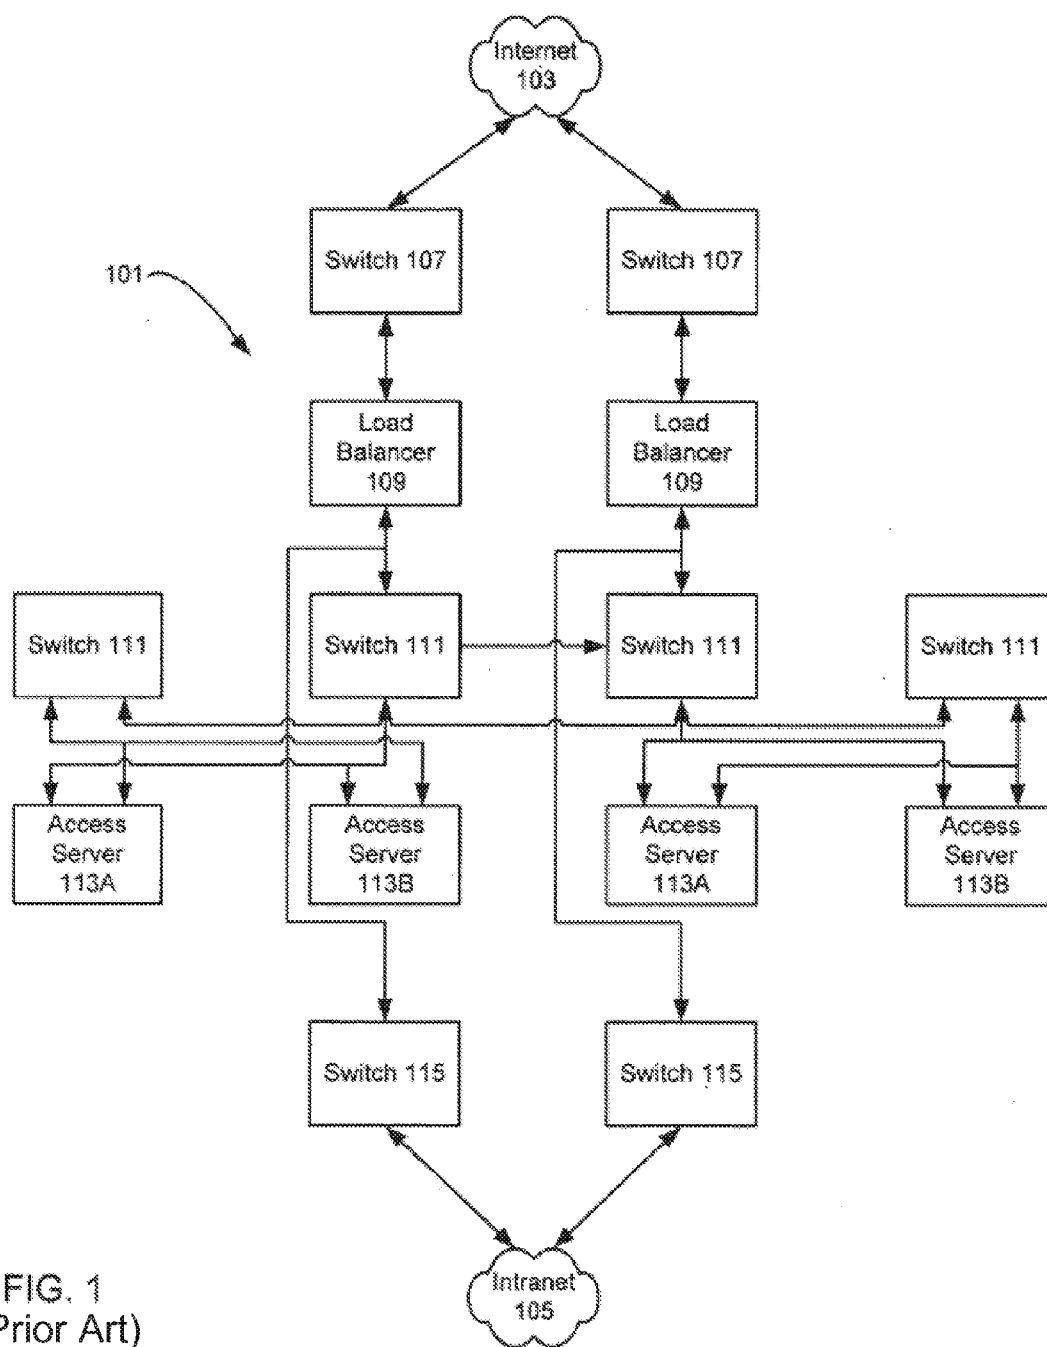 Internet
103
Switch 107
Switch 107
101
Load
Balancer
109
Load
Balancer
109
Switch 111
Switch 111
Switch 111
Switch 111
Access
Server
113A
Access
Server
113B
Access
Server
113A
Access
Server
113B
Switch 115
Switch 115
Intranet
105
FIG. 1
Prior Art)